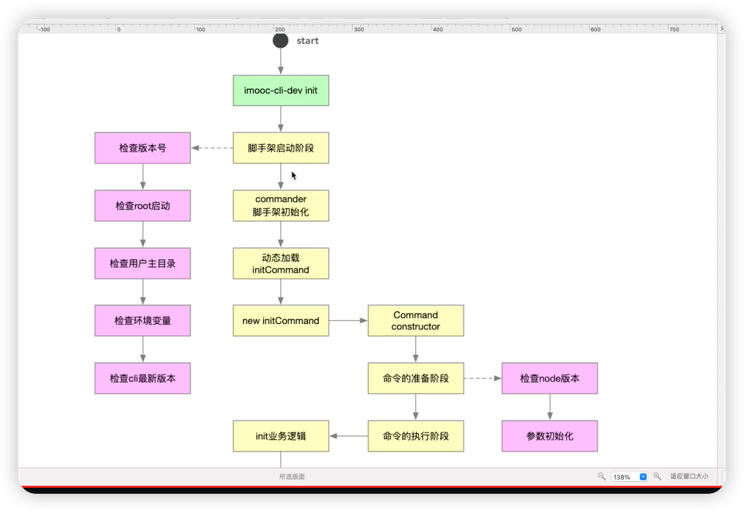 -100 0 100 200 300 400 500 600 700
start
imooc-cli-dev init
检查版本号
脚手架启动阶段
检查root启动
commander
脚手架初始化
检查用户主目录
动态加载
initCommand
检查环境变量
new initCommand
Command
constructor
检查cli最新版本
命令的准备阶段
检查node版本
init业务逻辑
命令的执行阶段
参数初始化
所选版面
138%
适应窗口大小